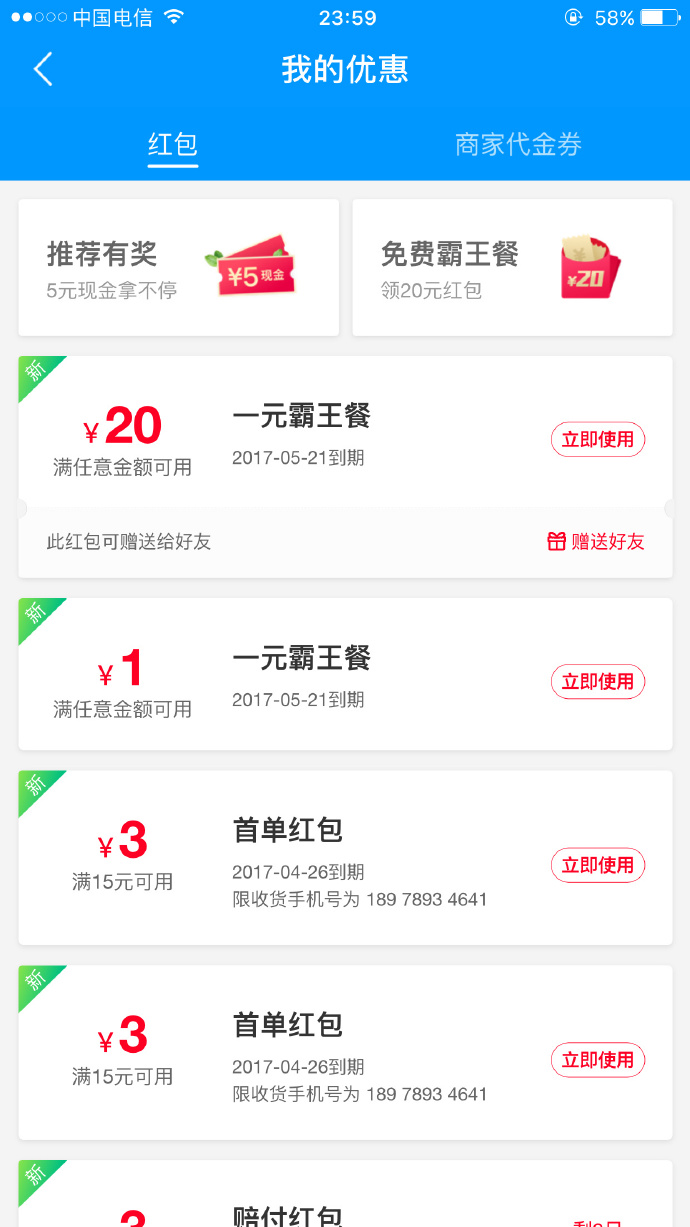 中国电信 23:59 58%
我的优惠
红包 商家代金券
推荐有奖
5元现金拿不停
¥5现金
免费霸王餐
领20元红包
¥20
新
¥20
满任意金额可用
一元霸王餐
2017-05-21到期
立即使用
此红包可赠送给好友
赠送好友
新
¥1
满任意金额可用
一元霸王餐
2017-05-21到期
立即使用
新
¥3
满15元可用
首单红包
2017-04-26到期
限收货手机号为 189 7893 4641
立即使用
新
¥3
满15元可用
首单红包
2017-04-26到期
限收货手机号为 189 7893 4641
立即使用
新
赔付红包